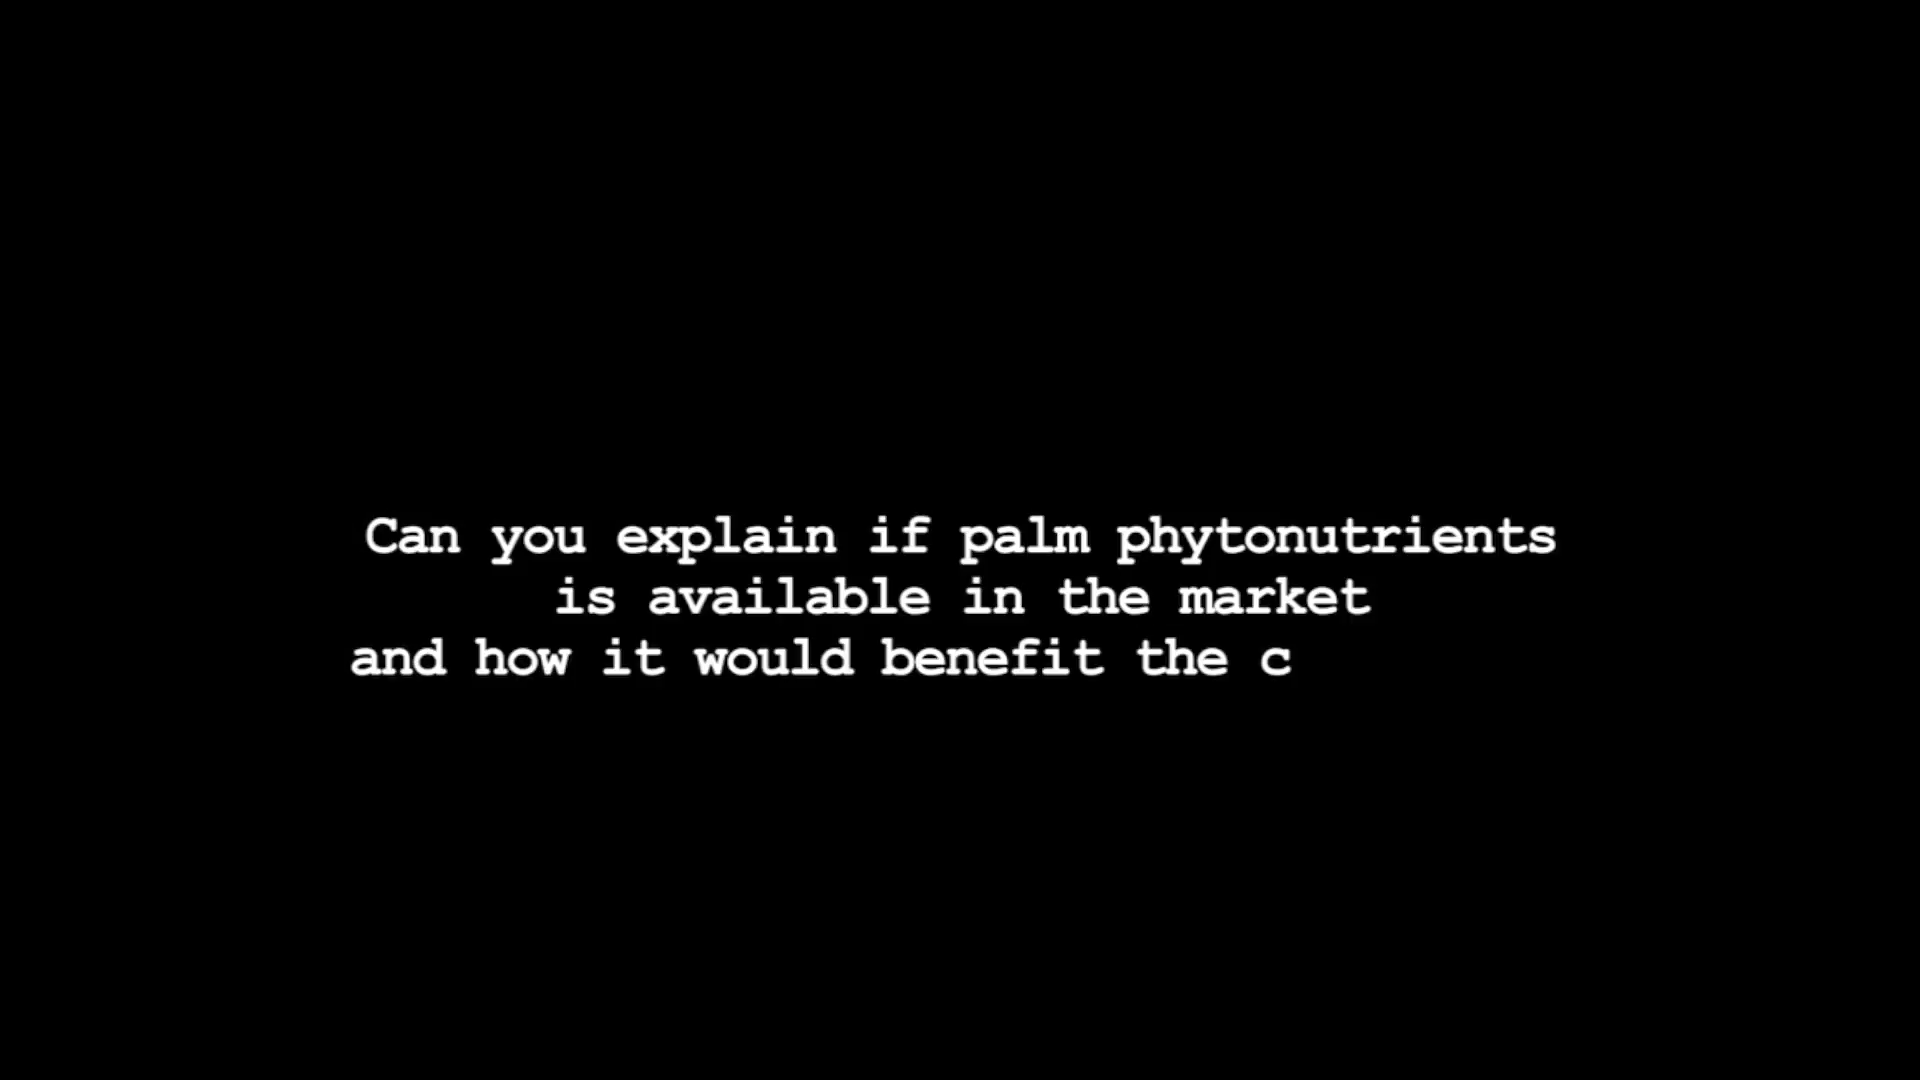 Can you explain if palm phytonutrients
is available in the market
and how it would benefit the c